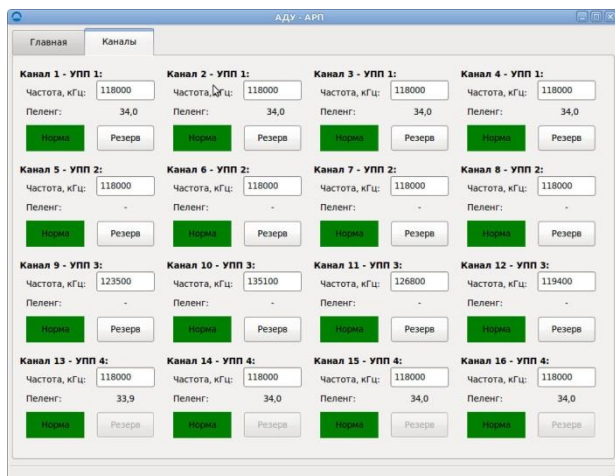 АДУ - АРП
Главная Каналы
Канал 1 - УПП 1: Канал 2 - УПП 1: Канал 3 - УПП 1: Канал 4 - УПП 1:
Частота, кГц: 118000 Частота, кГц: 118000 Частота, кГц: 118000 Частота, кГц: 118000
Пеленг: 34,0 Пеленг: 34,0 Пеленг: 34,0 Пеленг: 34,0
Норма Резерв Норма Резерв Норма Резерв Норма Резерв
Канал 5 - УПП 2: Канал 6 - УПП 2: Канал 7 - УПП 2: Канал 8 - УПП 2:
Частота, кГц: 118000 Частота, кГц: 118000 Частота, кГц: 118000 Частота, кГц: 118000
Пеленг: - Пеленг: - Пеленг: - Пеленг: -
Норма Резерв Норма Резерв Норма Резерв Норма Резерв
Канал 9 - УПП 3: Канал 10 - УПП 3: Канал 11 - УПП 3: Канал 12 - УПП 3:
Частота, кГц: 123500 Частота, кГц: 135100 Частота, кГц: 126800 Частота, кГц: 119400
Пеленг: - Пеленг: - Пеленг: - Пеленг: -
Норма Резерв Норма Резерв Норма Резерв Норма Резерв
Канал 13 - УПП 4: Канал 14 - УПП 4: Канал 15 - УПП 4: Канал 16 - УПП 4:
Частота, кГц: 118000 Частота, кГц: 118000 Частота, кГц: 118000 Частота, кГц: 118000
Пеленг: 33,9 Пеленг: 34,0 Пеленг: 34,0 Пеленг: 34,0
Норма Резерв Норма Резерв Норма Резерв Норма Резерв